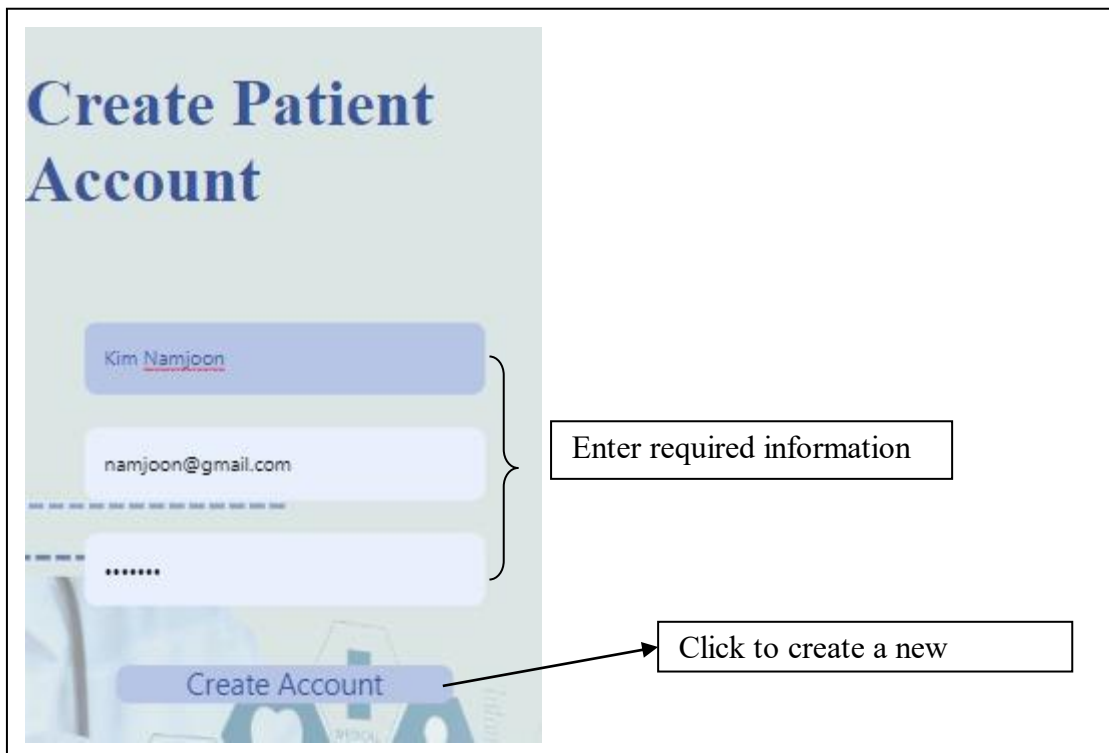 Create Patient
Account
Kim Namjoon
namjoon@gmail.com
•••••••
Enter required information
Click to create a new
Create Account